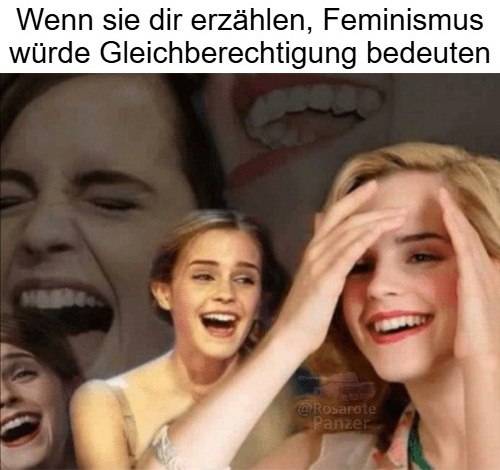 Wenn sie dir erzählen, Feminismus
würde Gleichberechtigung bedeuten
@Rosarote
Panzer